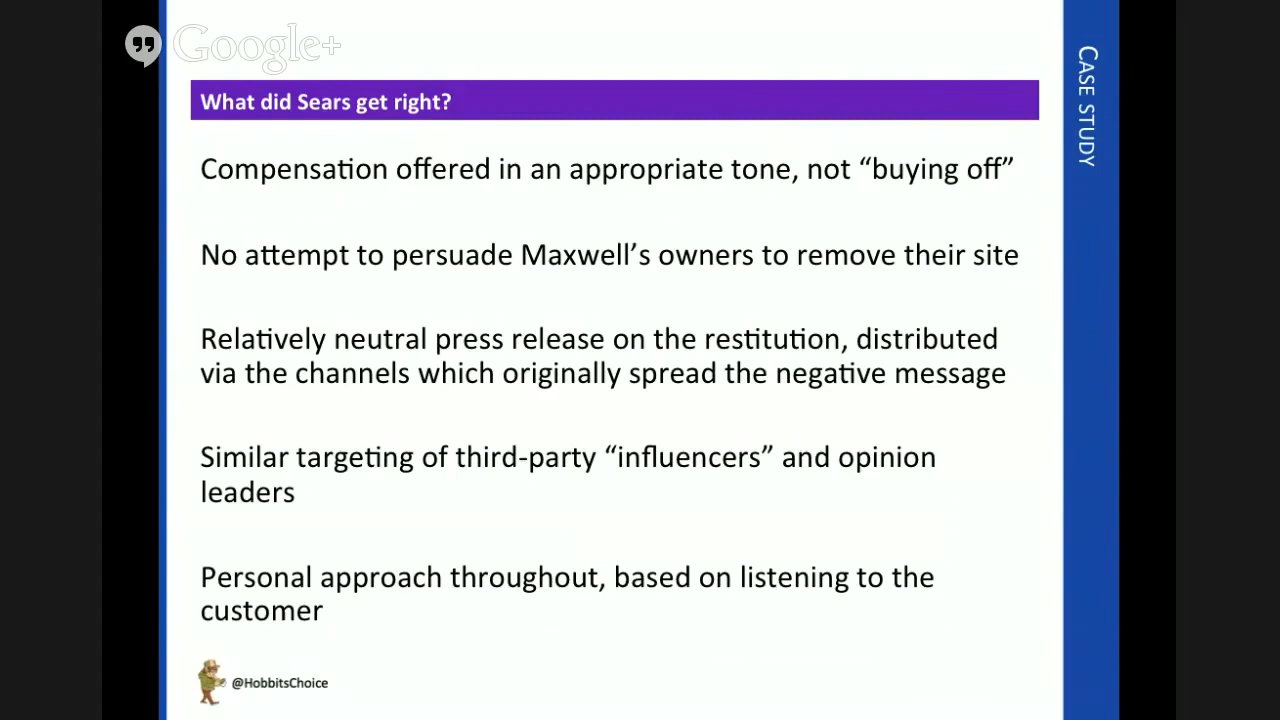 Google+
CASE STUDY
What did Sears get right?
Compensation offered in an appropriate tone, not “buying off”
No attempt to persuade Maxwell’s owners to remove their site
Relatively neutral press release on the restitution, distributed
via the channels which originally spread the negative message
Similar targeting of third-party “influencers” and opinion
leaders
Personal approach throughout, based on listening to the
customer
@HobbitsChoice